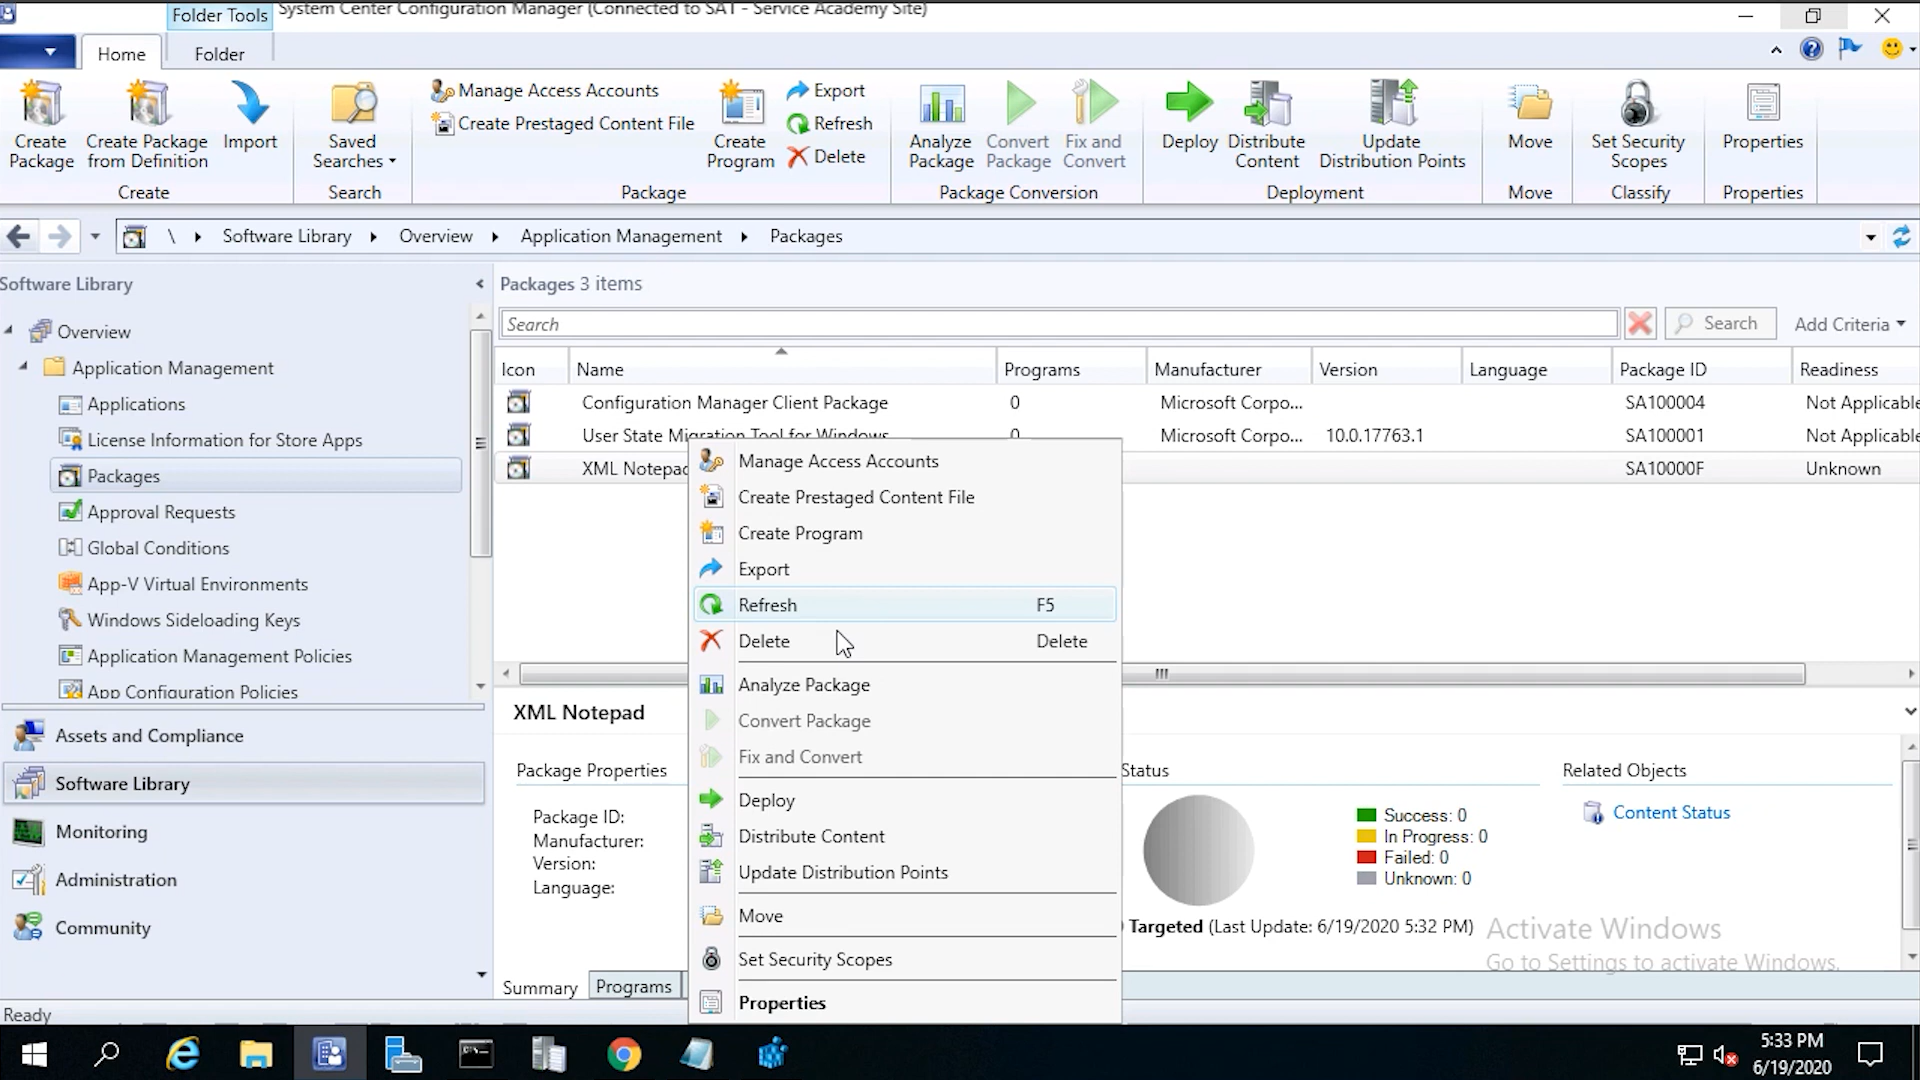 Folder Tools
System Center Configuration Manager (Connected to SAT - Service Academy Site)
Home
Folder
Create Package
Create Package from Definition
Import
Create
Saved Searches
Search
Manage Access Accounts
Create Prestaged Content File
Create Program
Export
Refresh
Delete
Package
Analyze Package
Convert Package
Fix and Convert
Package Conversion
Deploy
Distribute Content
Update Distribution Points
Deployment
Move
Move
Set Security Scopes
Classify
Properties
Properties
\ Software Library Overview Application Management Packages
Software Library
Overview
Application Management
Applications
License Information for Store Apps
Packages
Approval Requests
Global Conditions
App-V Virtual Environments
Windows Sideloading Keys
Application Management Policies
App Configuration Policies
Assets and Compliance
Software Library
Monitoring
Administration
Community
Packages 3 items
Search
Search
Add Criteria
Icon Name Programs Manufacturer Version Language Package ID Readiness
Configuration Manager Client Package 0 Microsoft Corpo... SA100004 Not Applicable
User State Migration Tool for Windows 0 Microsoft Corpo... 10.0.17763.1 SA100001 Not Applicable
XML Notepad SA10000F Unknown
Manage Access Accounts
Create Prestaged Content File
Create Program
Export
Refresh F5
Delete Delete
Analyze Package
Convert Package
Fix and Convert
Deploy
Distribute Content
Update Distribution Points
Move
Set Security Scopes
Properties
XML Notepad
Package Properties
Package ID:
Manufacturer:
Version:
Language:
Status
Success: 0
In Progress: 0
Failed: 0
Unknown: 0
Targeted (Last Update: 6/19/2020 5:32 PM)
Related Objects
Content Status
Activate Windows
Go to Settings to activate Windows.
Summary
Programs
Ready
5:33 PM
6/19/2020